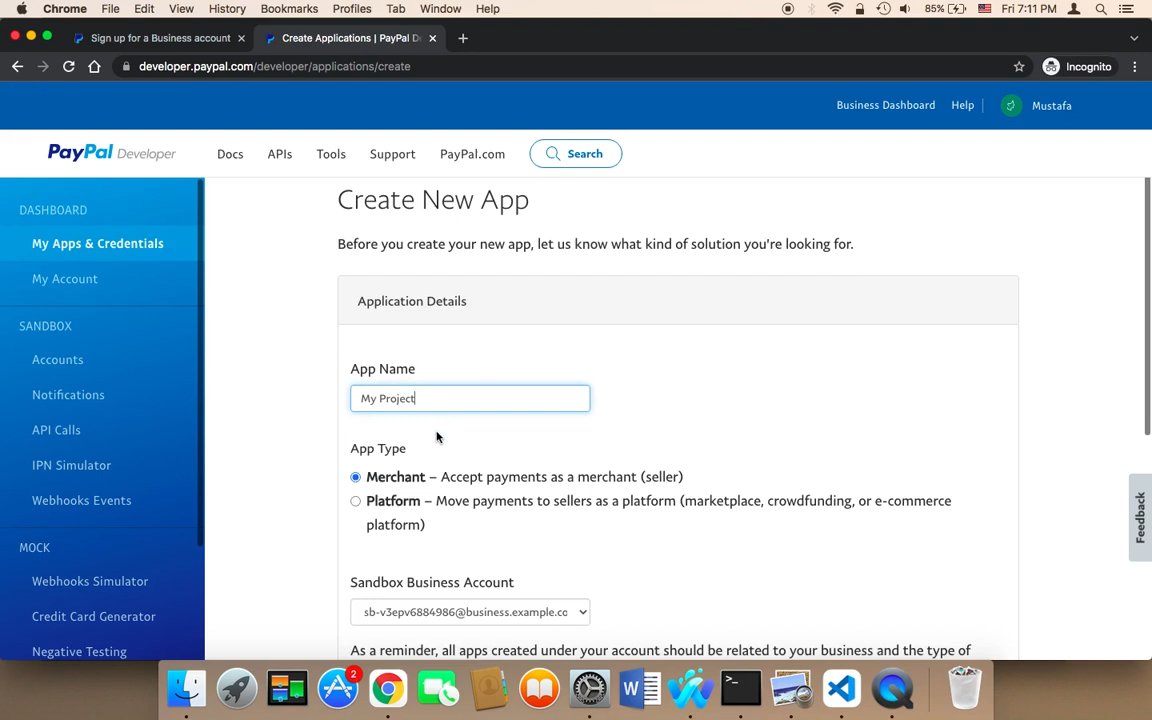 Chrome File Edit View History Bookmarks Profiles Tab Window Help 85% Fri 7:11 PM
Sign up for a Business account Create Applications | PayPal D
developer.paypal.com/developer/applications/create Incognito
Business Dashboard Help Mustafa
PayPal Developer Docs APIs Tools Support PayPal.com Search
DASHBOARD
My Apps & Credentials
My Account
SANDBOX
Accounts
Notifications
API Calls
IPN Simulator
Webhooks Events
MOCK
Webhooks Simulator
Credit Card Generator
Negative Testing
Create New App
Before you create your new app, let us know what kind of solution you're looking for.
Application Details
App Name
My Project
App Type
Merchant – Accept payments as a merchant (seller)
Platform – Move payments to sellers as a platform (marketplace, crowdfunding, or e-commerce
platform)
Sandbox Business Account
sb-v3epv6884986@business.example.co
As a reminder, all apps created under your account should be related to your business and the type of
Feedback
2